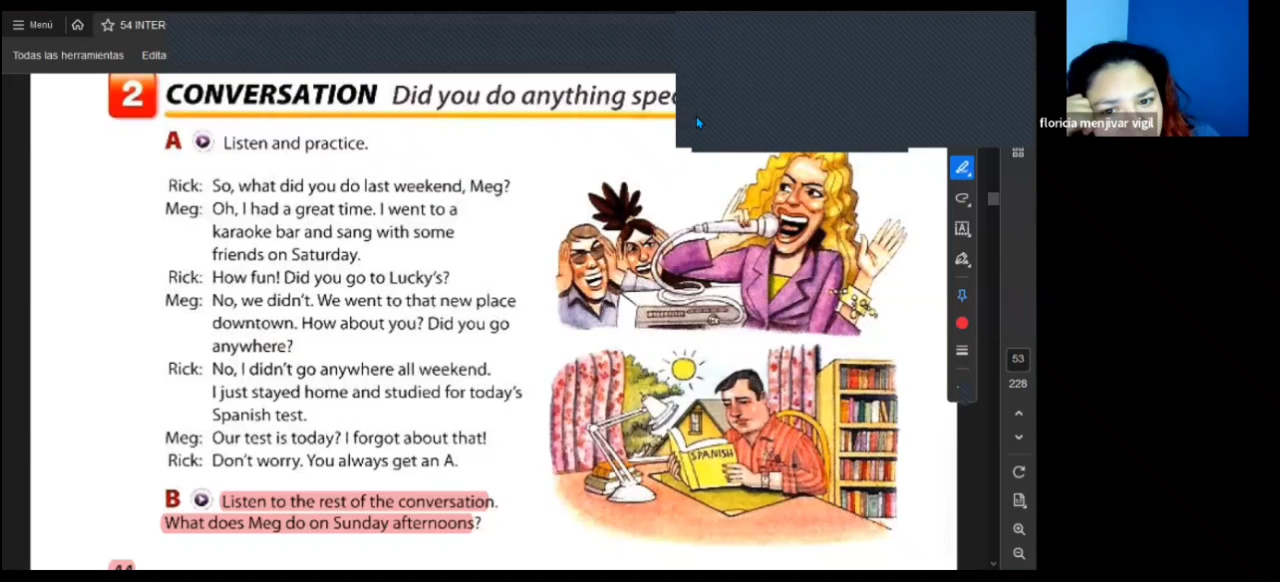 Menú
54 INTER
Todas las herramientas Edita
2 CONVERSATION Did you do anything spec
A Listen and practice.
Rick: So, what did you do last weekend, Meg?
Meg: Oh, I had a great time. I went to a
karaoke bar and sang with some
friends on Saturday.
Rick: How fun! Did you go to Lucky's?
Meg: No, we didn't. We went to that new place
downtown. How about you? Did you go
anywhere?
Rick: No, I didn't go anywhere all weekend.
I just stayed home and studied for today's
Spanish test.
Meg: Our test is today? I forgot about that!
Rick: Don't worry. You always get an A.
B Listen to the rest of the conversation.
What does Meg do on Sunday afternoons?
SPANISH
53
228
floricia menjivar vigil